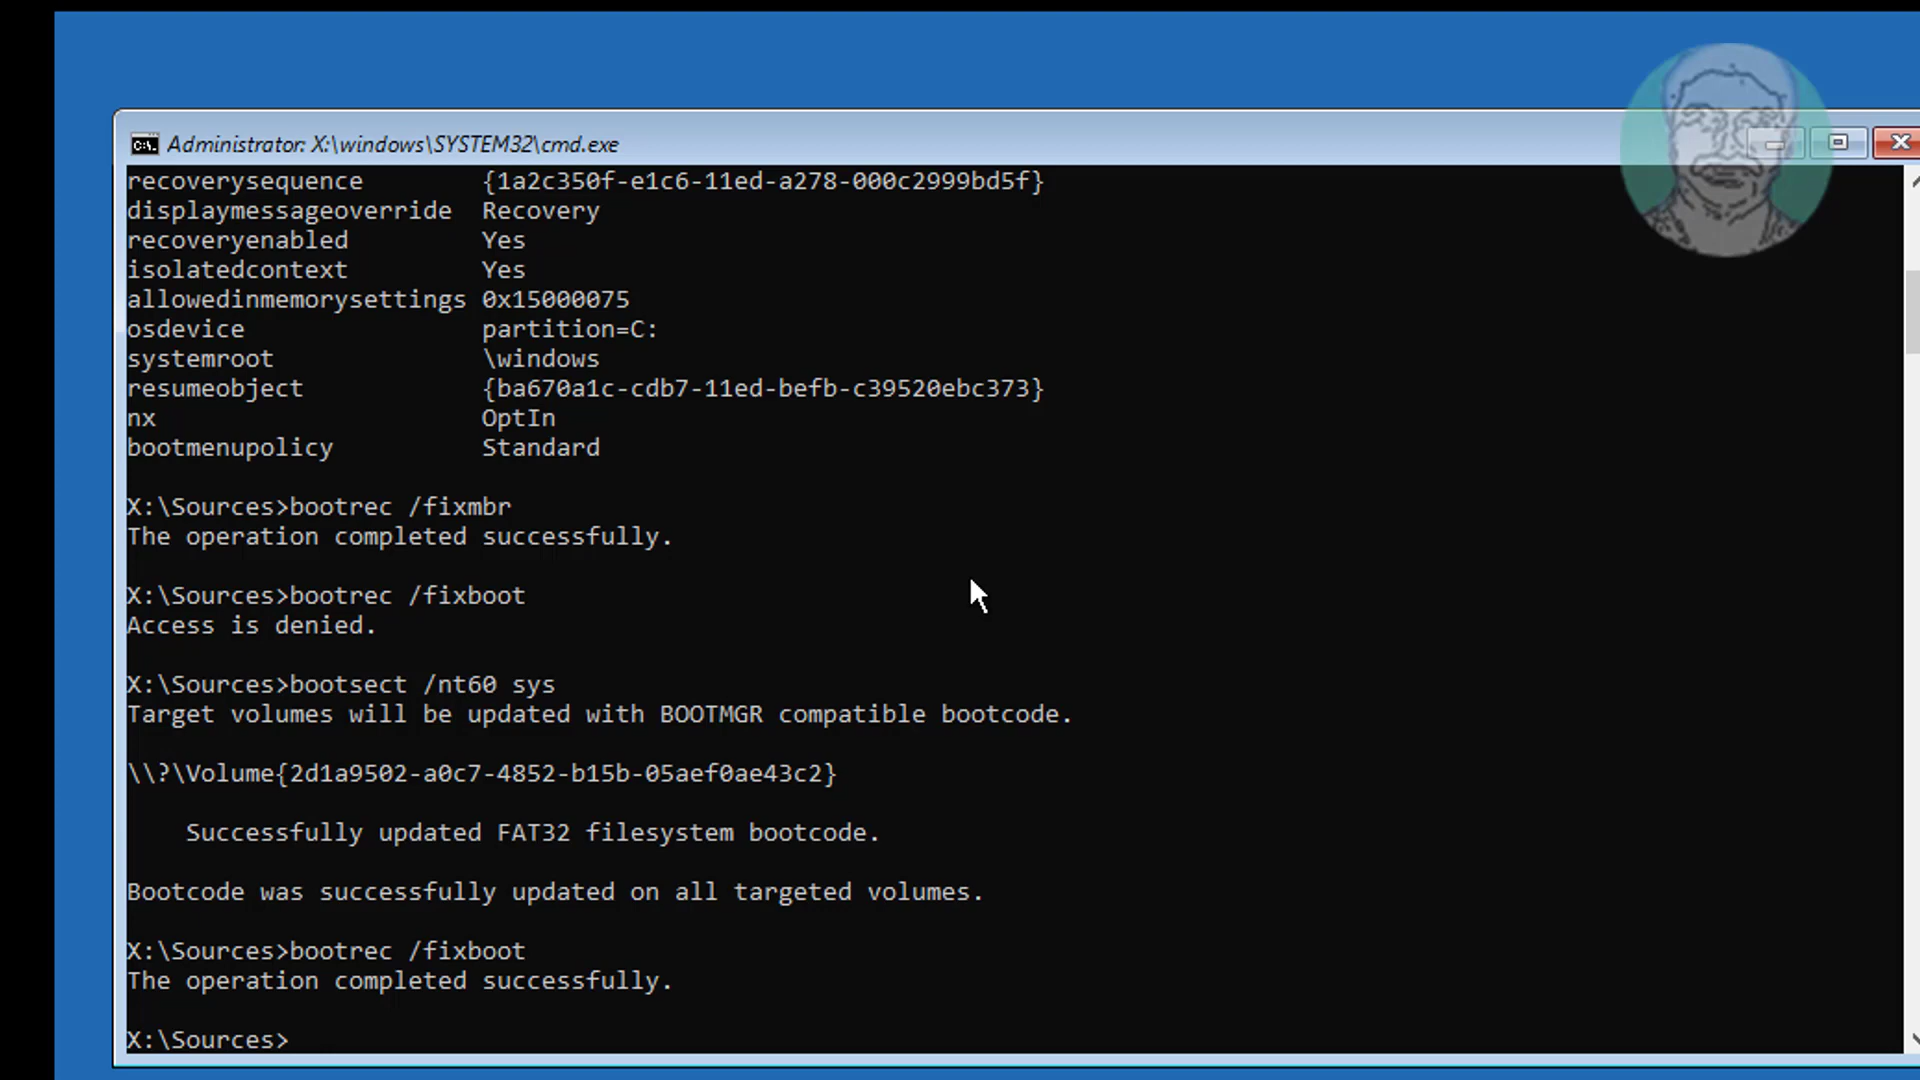 Administrator: X:\windows\SYSTEM32\cmd.exe
recoverysequence        {1a2c350f-e1c6-11ed-a278-000c2999bd5f}
displaymessageoverride  Recovery
recoveryenabled         Yes
isolatedcontext         Yes
allowedinmemorysettings 0x15000075
osdevice                partition=C:
systemroot              \windows
resumeobject            {ba670a1c-cdb7-11ed-befb-c39520ebc373}
nx                      OptIn
bootmenupolicy          Standard
X:\Sources>bootrec /fixmbr
The operation completed successfully.
X:\Sources>bootrec /fixboot
Access is denied.
X:\Sources>bootsect /nt60 sys
Target volumes will be updated with BOOTMGR compatible bootcode.
\\?\Volume{2d1a9502-a0c7-4852-b15b-05aef0ae43c2}
Successfully updated FAT32 filesystem bootcode.
Bootcode was successfully updated on all targeted volumes.
X:\Sources>bootrec /fixboot
The operation completed successfully.
X:\Sources>